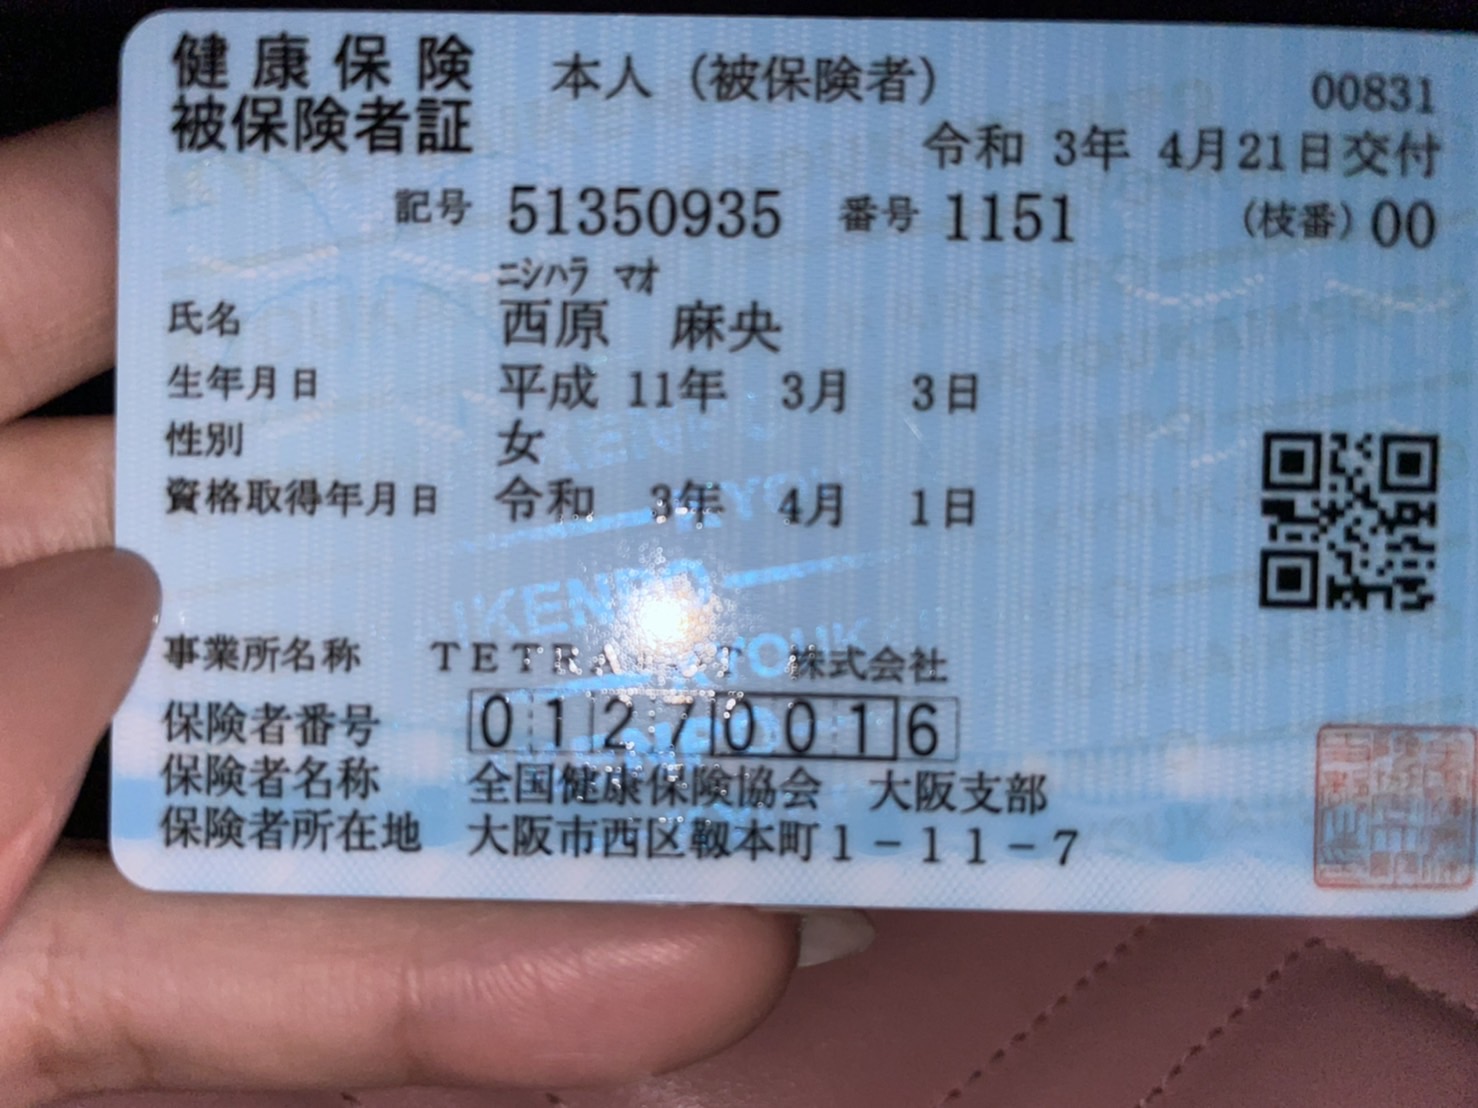 健康保険 本人（被保険者） 00831
被保険者証 令和 3年 4月21日交付
記号 51350935 番号 1151 （枝番）00
ニシハラ マオ
氏名 西原 麻央
生年月日 平成 11年 3月 3日
性別 女
資格取得年月日 令和 3年 4月 1日
事業所名称 株式会社
保険者番号 01270016
保険者名称 全国健康保険協会 大阪支部
保険者所在地 大阪市西区靱本町1－11－7